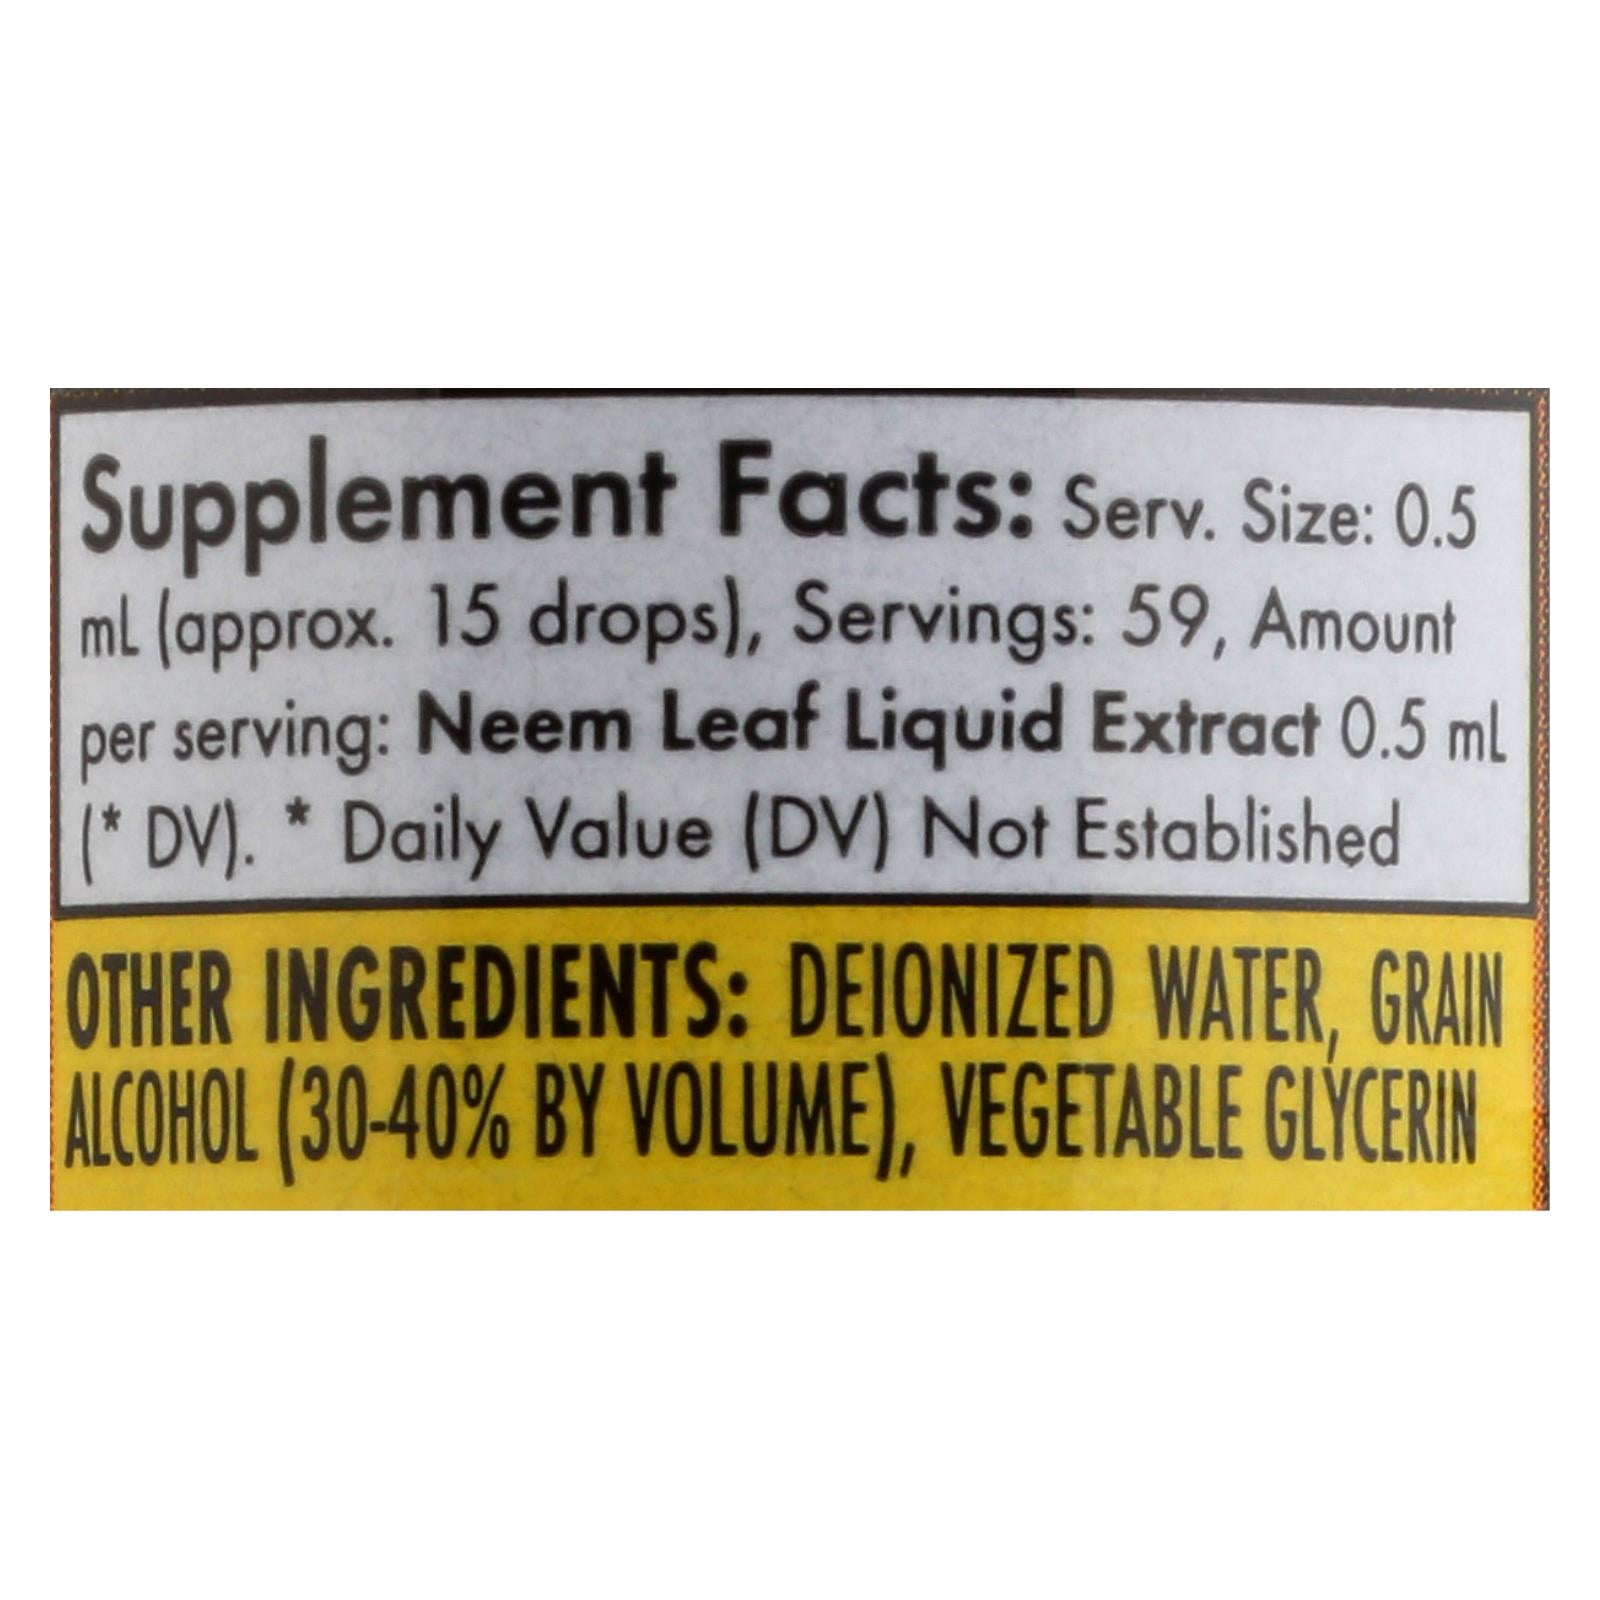 Supplement Facts: Serv. Size: 0.5
mL (approx. 15 drops), Servings: 59, Amount
per serving: Neem Leaf Liquid Extract 0.5 mL
(* DV). * Daily Value (DV) Not Established
OTHER INGREDIENTS: DEIONIZED WATER, GRAIN
ALCOHOL (30-40% BY VOLUME), VEGETABLE GLYCERIN